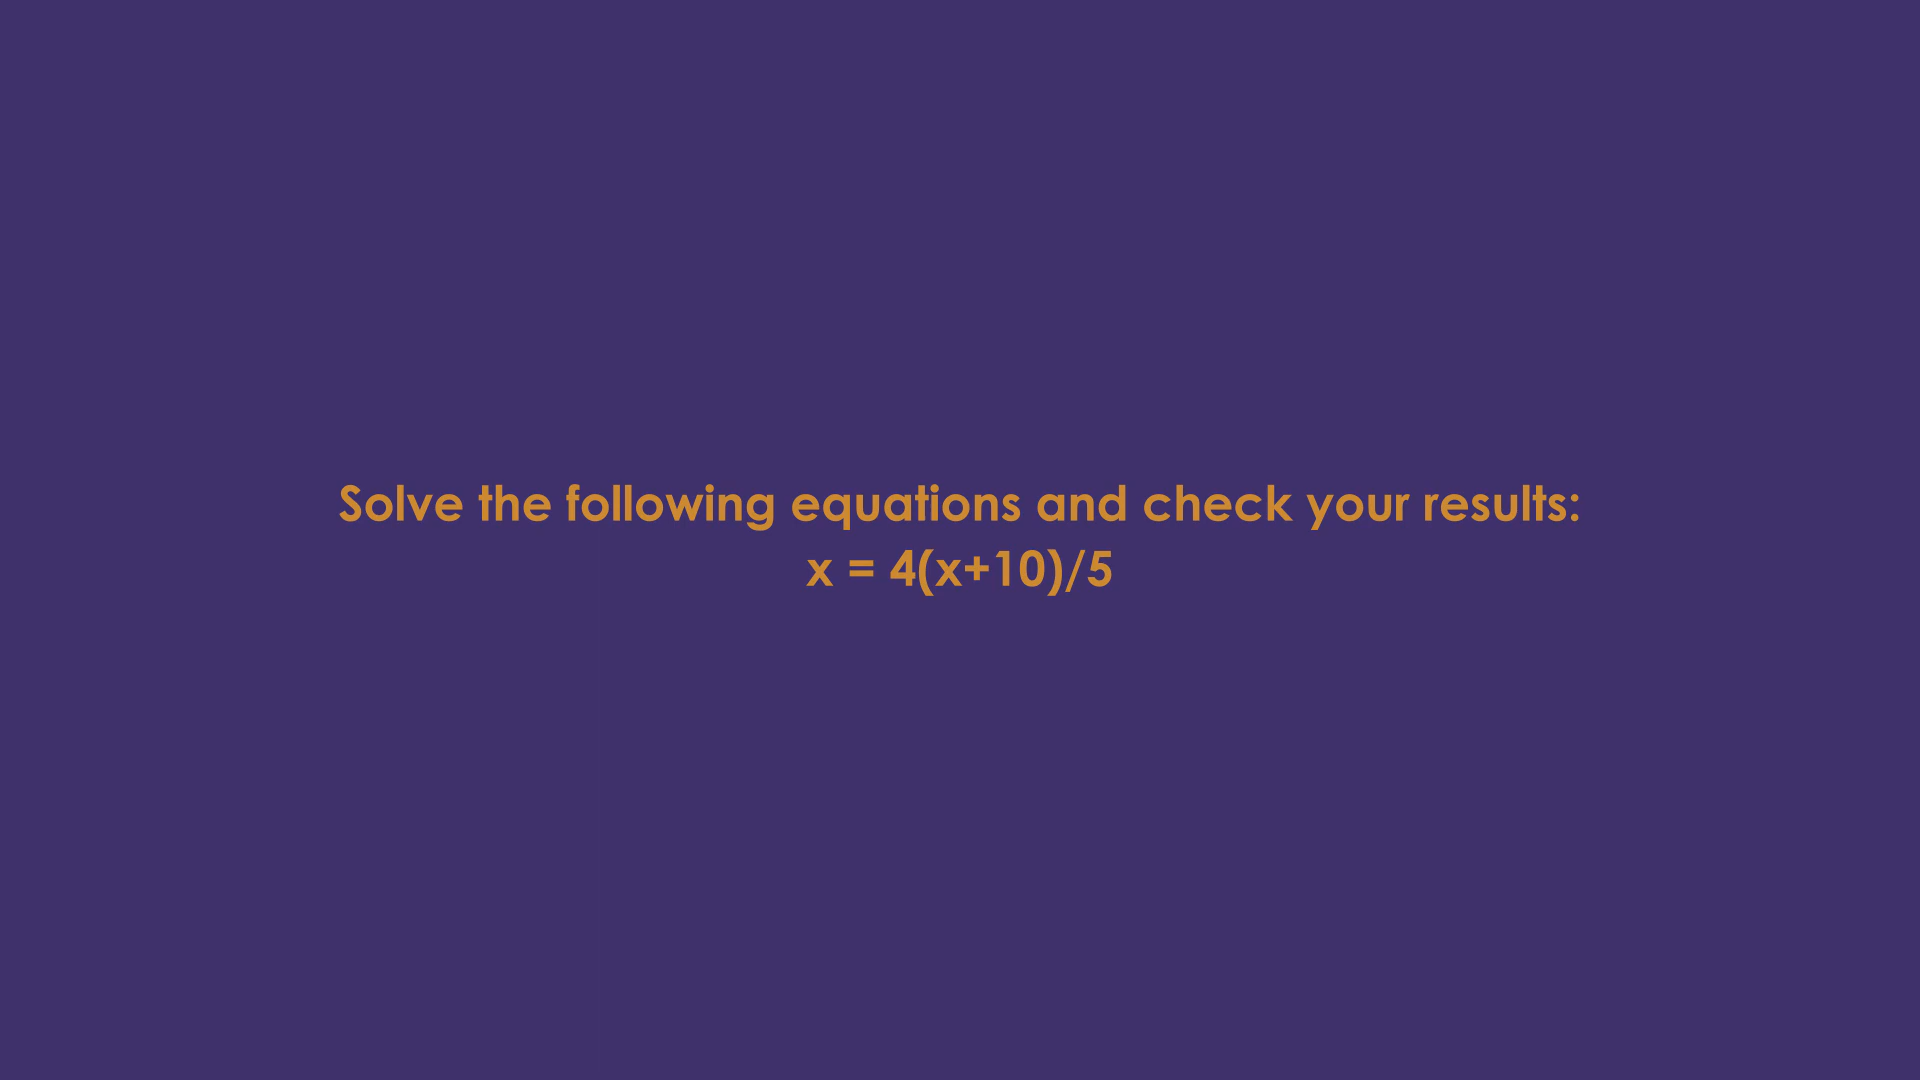 Solve the following equations and check your results:
x = 4(x+10)/5